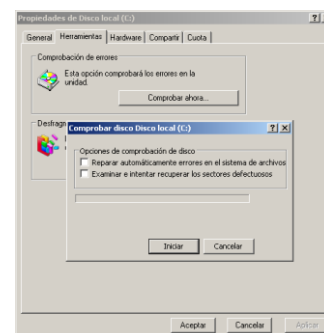 Propiedades de Disco local (C:)
General Herramientas Hardware Compartir Cuota
Comprobación de errores
Esta opción comprobará los errores en la
unidad.
Comprobar ahora...
Desfragm
Comprobar disco Disco local (C:)
Opciones de comprobación de disco
Reparar automáticamente errores en el sistema de archivos
Examinar e intentar recuperar los sectores defectuosos
Iniciar Cancelar
Aceptar Cancelar Aplicar